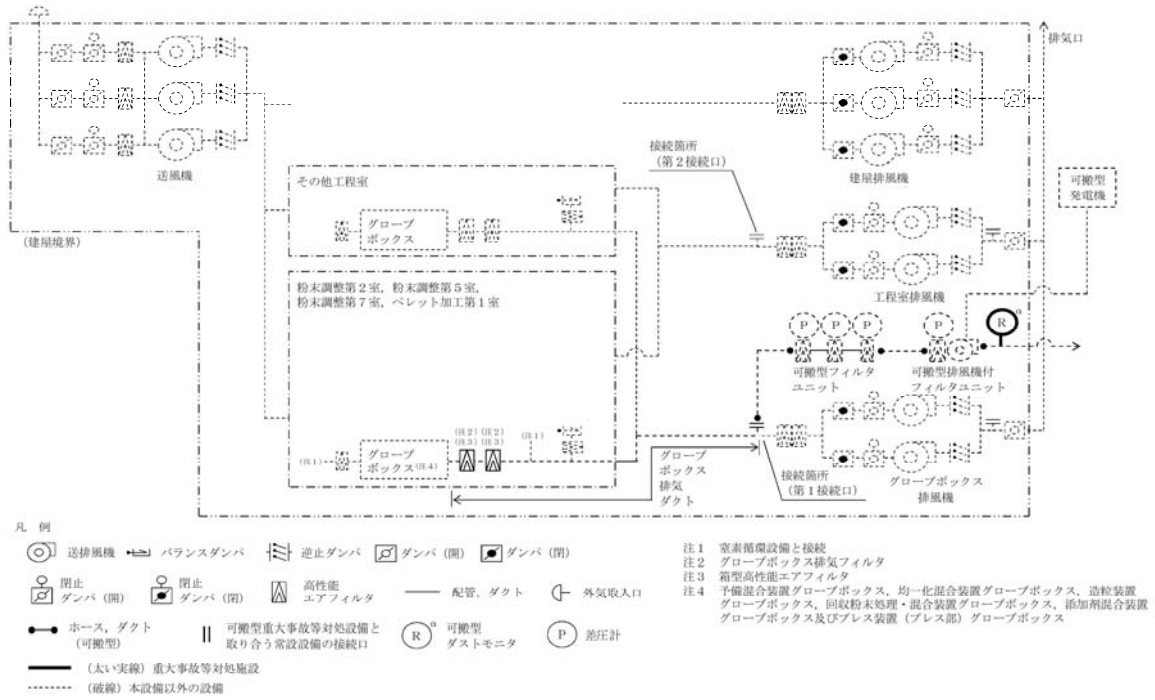 排気口
送風機
(建屋境界)
その他工程室
グローブ
ボックス
粉末調整第2室,粉末調整第5室,
粉末調整第7室,ペレット加工第1室
(注1)
グローブ
ボックス(注4)
(注2) (注2)
(注3) (注3)
(注1)
接続箇所
(第2接続口)
建屋排風機
可搬型
発電機
工程室排風機
P P P P
R α
可搬型フィルタ
ユニット
可搬型排風機付
フィルタユニット
グローブ
ボックス
排気
ダクト
接続箇所
(第1接続口)
グローブボックス
排風機
凡 例
送排風機
バランスダンパ
逆止ダンパ
ダンパ(開)
ダンパ(閉)
閉止
ダンパ(開)
閉止
ダンパ(閉)
高性能
エアフィルタ
配管,ダクト
外気取入口
ホース,ダクト
(可搬型)
可搬型重大事故等対処設備と
取り合う常設設備の接続口
R α 可搬型
ダストモニタ
P 差圧計
(太い実線)重大事故等対処施設
(破線)本設備以外の設備
注1 窒素循環設備と接続
注2 グローブボックス排気フィルタ
注3 箱型高性能エアフィルタ
注4 予備混合装置グローブボックス,均一化混合装置グローブボックス,造粒装置
グローブボックス,回収粉末処理・混合装置グローブボックス,添加剤混合装置
グローブボックス及びプレス装置(プレス部)グローブボックス